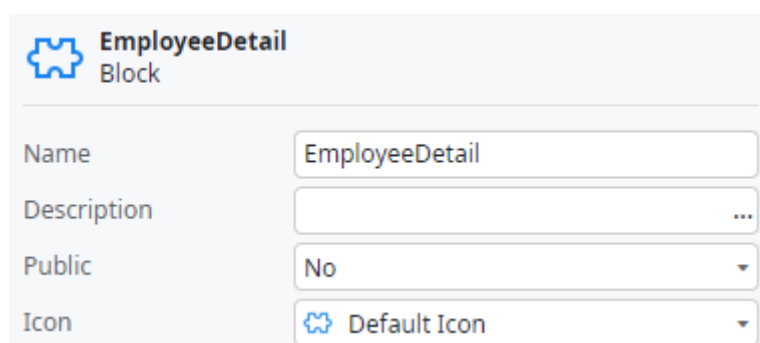 EmployeeDetail
Block
Name EmployeeDetail
Description ...
Public No
Icon Default Icon